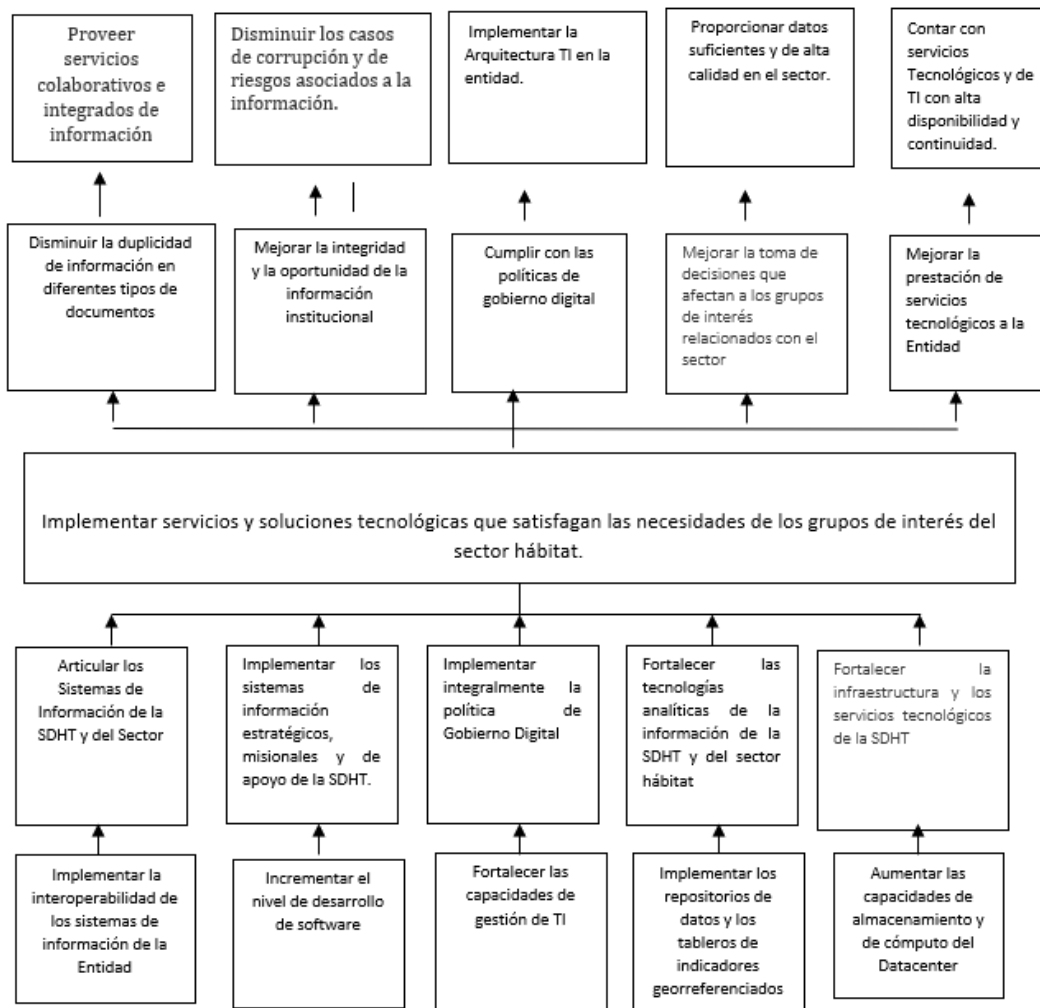 Proveer
servicios
colaborativos e
integrados de
información
Disminuir los casos
de corrupción y de
riesgos asociados a la
información.
Implementar la
Arquitectura TI en la
entidad.
Proporcionar datos
suficientes y de alta
calidad en el sector.
Contar con
servicios
Tecnológicos y de
TI con alta
disponibilidad y
continuidad.
Disminuir la duplicidad
de información en
diferentes tipos de
documentos
Mejorar la integridad
y la oportunidad de la
información
institucional
Cumplir con las
políticas de
gobierno digital
Mejorar la toma de
decisiones que
afectan a los grupos
de interés
relacionados con el
sector
Mejorar la
prestación de
servicios
tecnológicos a la
Entidad
Implementar servicios y soluciones tecnológicas que satisfagan las necesidades de los grupos de interés del
sector hábitat.
Articular los
Sistemas de
Información de la
SDHT y del Sector
Implementar los
sistemas de
información
estratégicos,
misionales y de
apoyo de la SDHT.
Implementar
integralmente la
política de
Gobierno Digital
Fortalecer las
tecnologías
analíticas de la
información de la
SDHT y del sector
hábitat
Fortalecer la
infraestructura y los
servicios tecnológicos
de la SDHT
Implementar la
interoperabilidad de
los sistemas de
información de la
Entidad
Incrementar el
nivel de desarrollo
de software
Fortalecer las
capacidades de
gestión de TI
Implementar los
repositorios de
datos y los
tableros de
indicadores
georreferenciados
Aumentar las
capacidades de
almacenamiento y
de cómputo del
Datacenter